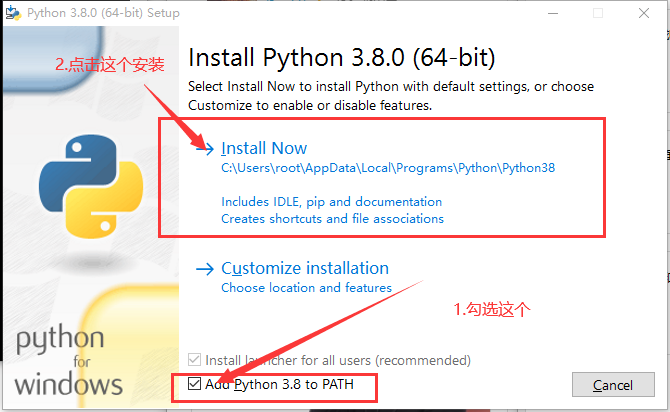 Python 3.8.0 (64-bit) Setup
Install Python 3.8.0 (64-bit)
2.点击这个安装
Select Install Now to install Python with default settings, or choose
Customize to enable or disable features.
Install Now
C:\Users\root\AppData\Local\Programs\Python\Python38
Includes IDLE, pip and documentation
Creates shortcuts and file associations
Customize installation
Choose location and features
1.勾选这个
python
for
windows
Install launcher for all users (recommended)
Add Python 3.8 to PATH
Cancel